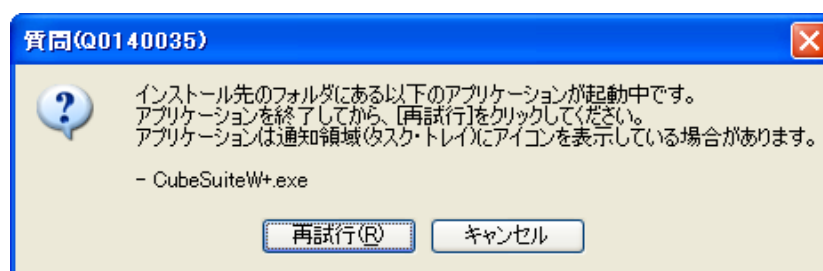 質問(Q0140035)
インストール先のフォルダにある以下のアプリケーションが起動中です。
アプリケーションを終了してから、[再試行]をクリックしてください。
アプリケーションは通知領域(タスク・トレイ)にアイコンを表示している場合があります。
- CubeSuiteW+.exe
再試行(R)
キャンセル